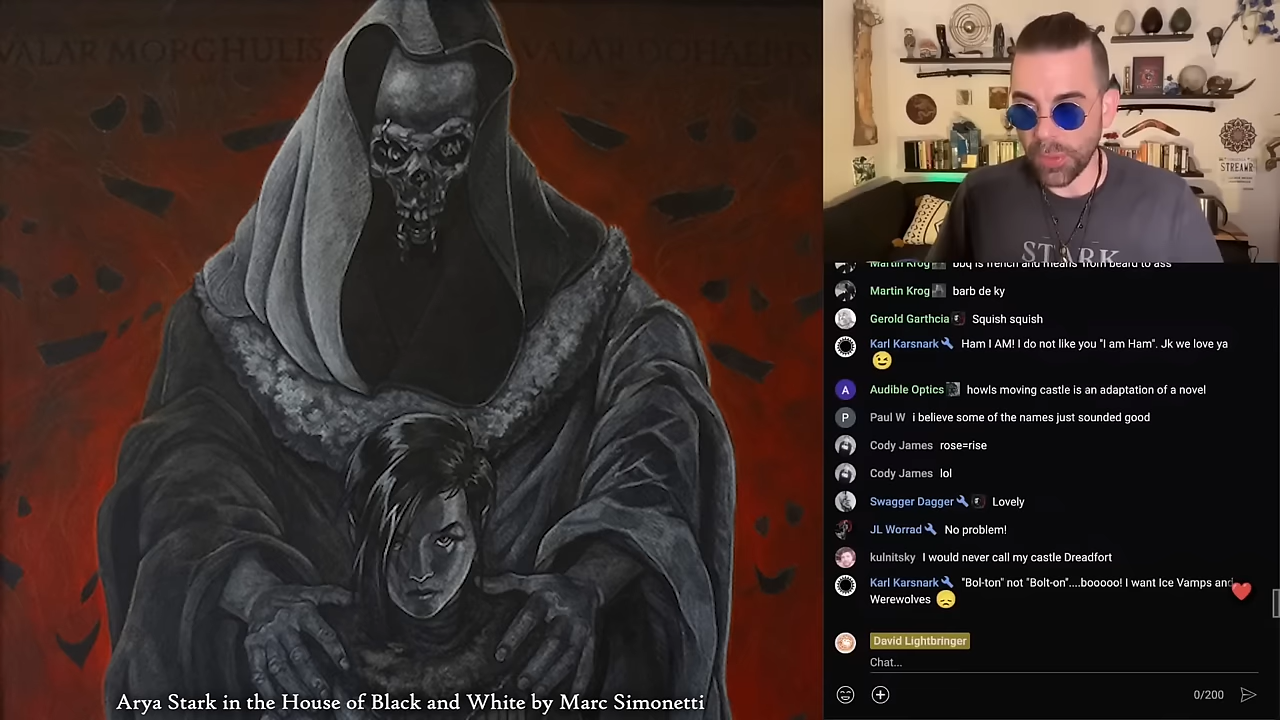 VALAR MORGHULIS
VALAR DOHAERIS
Arya Stark in the House of Black and White by Marc Simonetti
STREAWR
STARK
Martin Krog bbq is french and means from beard to ass
Martin Krog barb de ky
Gerold Garthcia Squish squish
Karl Karsnark Ham I AM! I do not like you "I am Ham". Jk we love ya
A
Audible Optics howls moving castle is an adaptation of a novel
P
Paul W i believe some of the names just sounded good
Cody James rose=rise
Cody James lol
Swagger Dagger Lovely
JL Worrad No problem!
kulnitsky I would never call my castle Dreadfort
Karl Karsnark "Bol-ton" not "Bolt-on"....booooo! I want Ice Vamps and
Werewolves
David Lightbringer
Chat...
0/200